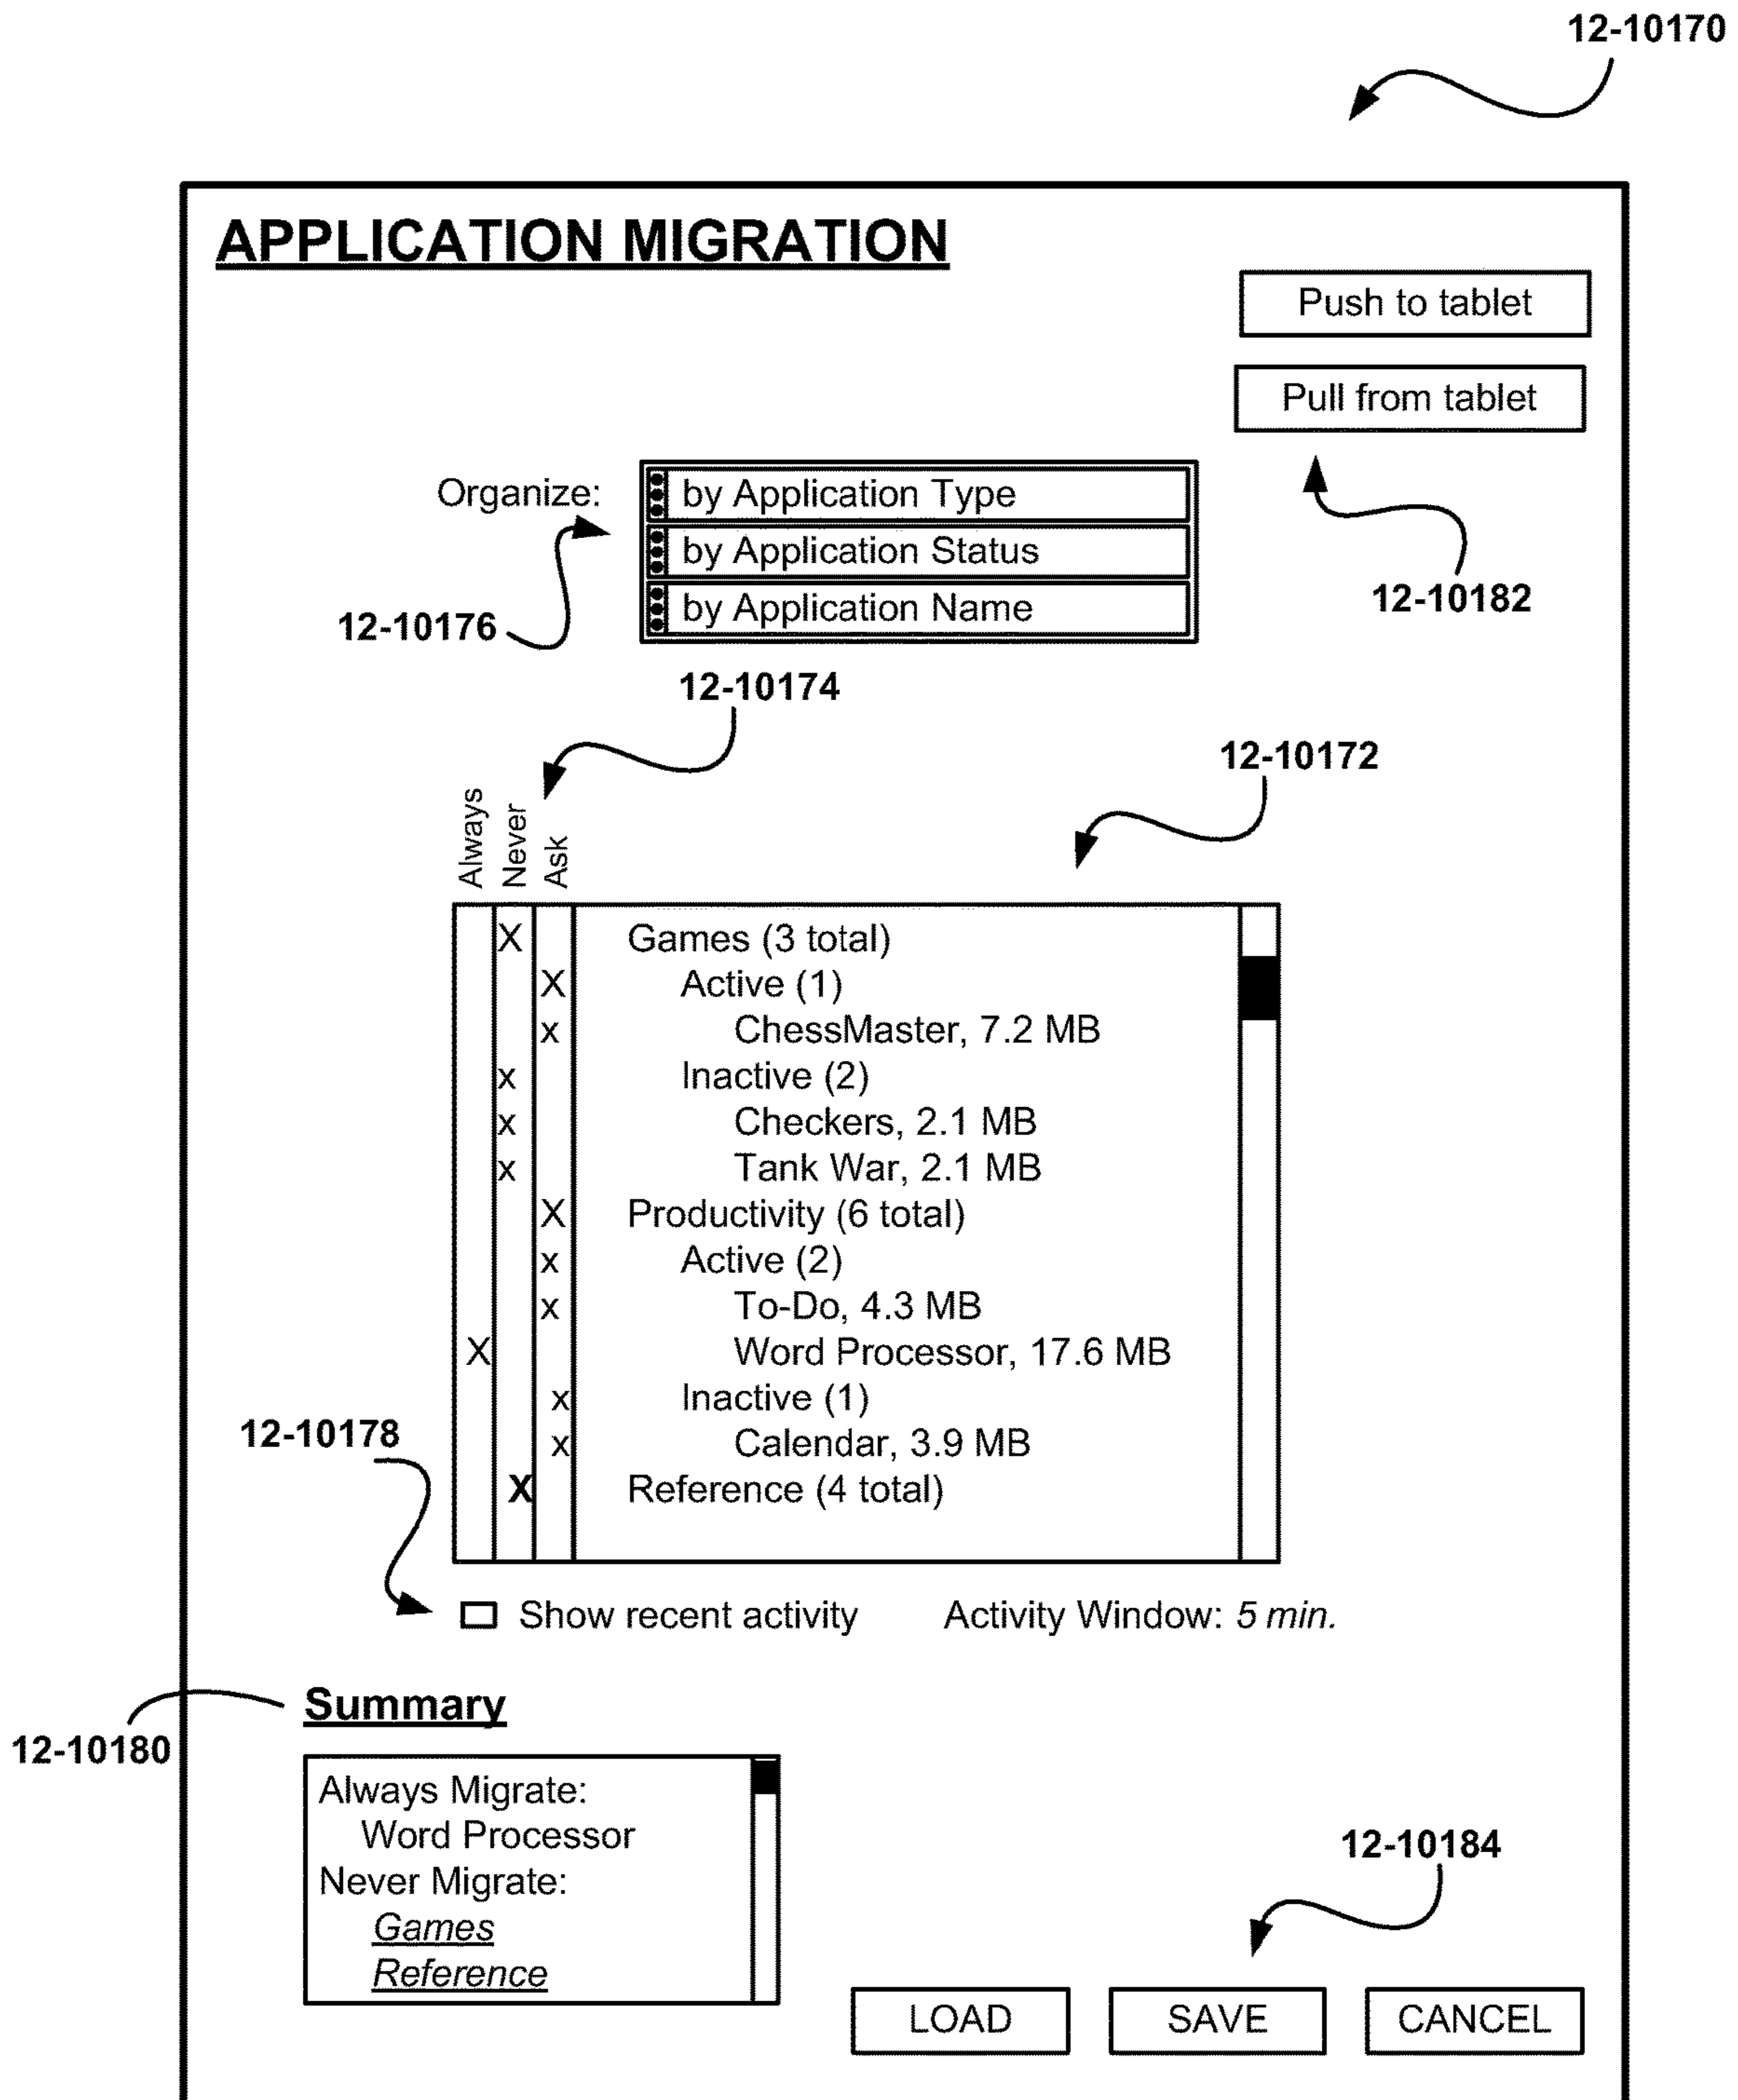 12-10170
APPLICATION MIGRATION
Push to tablet
Pull from tablet
12-10182
Organize:
by Application Type
by Application Status
by Application Name
12-10176
12-10174
12-10172
Always
Never
Ask
X Games (3 total)
X Active (1)
x ChessMaster, 7.2 MB
x Inactive (2)
x Checkers, 2.1 MB
x Tank War, 2.1 MB
X Productivity (6 total)
x Active (2)
x To-Do, 4.3 MB
X Word Processor, 17.6 MB
x Inactive (1)
x Calendar, 3.9 MB
X Reference (4 total)
12-10178
Show recent activity Activity Window: 5 min.
Summary
12-10180
Always Migrate:
Word Processor
Never Migrate:
Games
Reference
12-10184
LOAD SAVE CANCEL